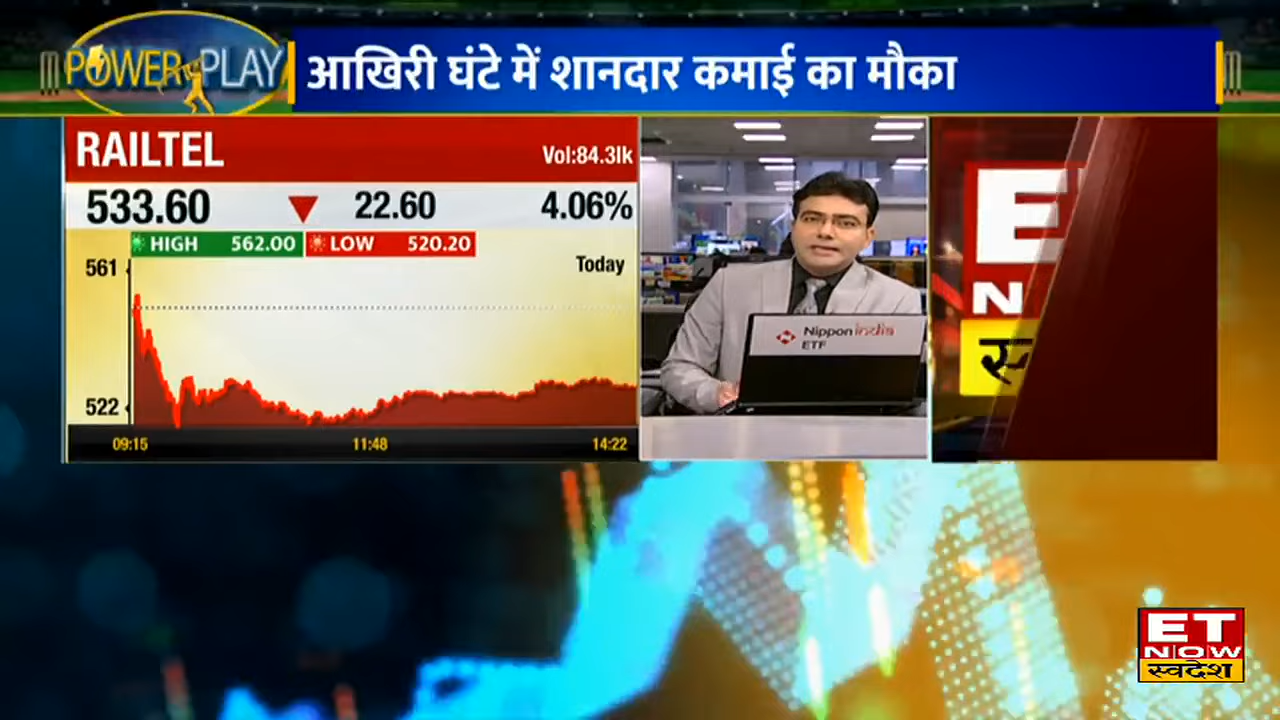 POWER PLAY
आखिरी घंटे में शानदार कमाई का मौका
RAILTEL
Vol:84.3lk
533.60 ▼ 22.60 4.06%
HIGH 562.00 LOW 520.20
561
Today
522
09:15 11:48 14:22
Nippon india
ETF
ET
NOW
स्वदेश